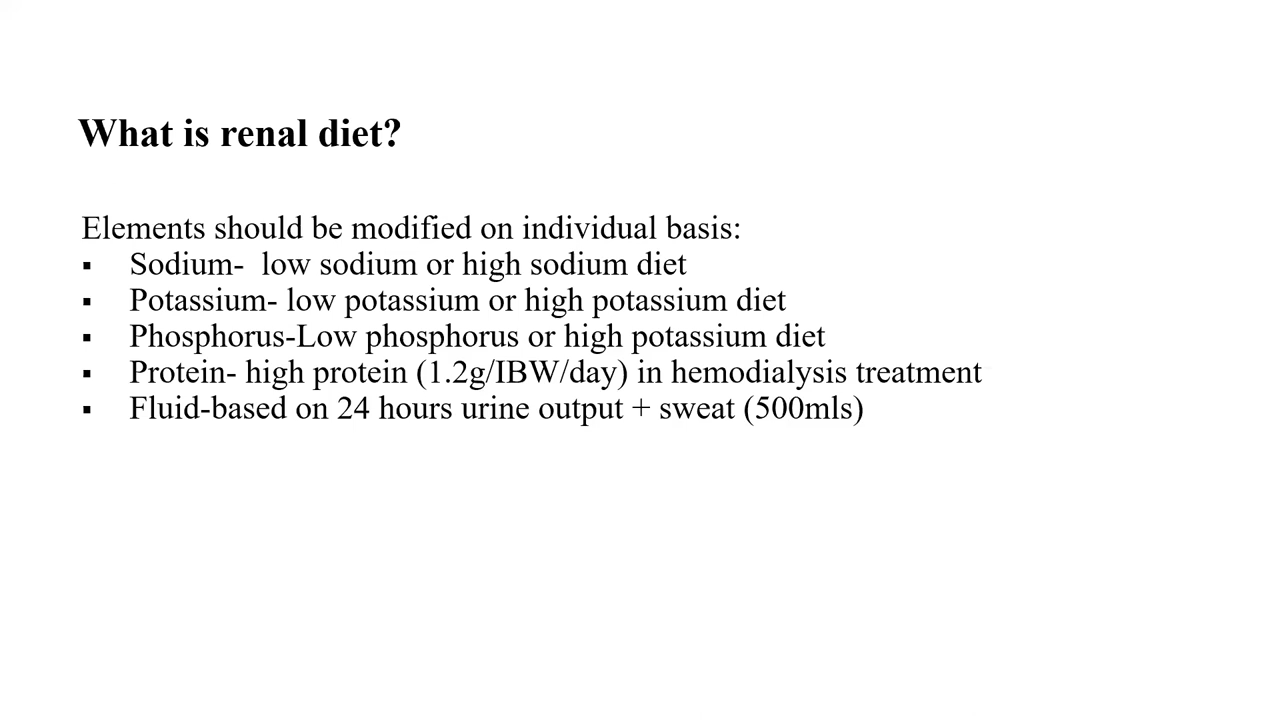 What is renal diet?
Elements should be modified on individual basis:
▪ Sodium-  low sodium or high sodium diet
▪ Potassium- low potassium or high potassium diet
▪ Phosphorus-Low phosphorus or high potassium diet
▪ Protein- high protein (1.2g/IBW/day) in hemodialysis treatment
▪ Fluid-based on 24 hours urine output + sweat (500mls)